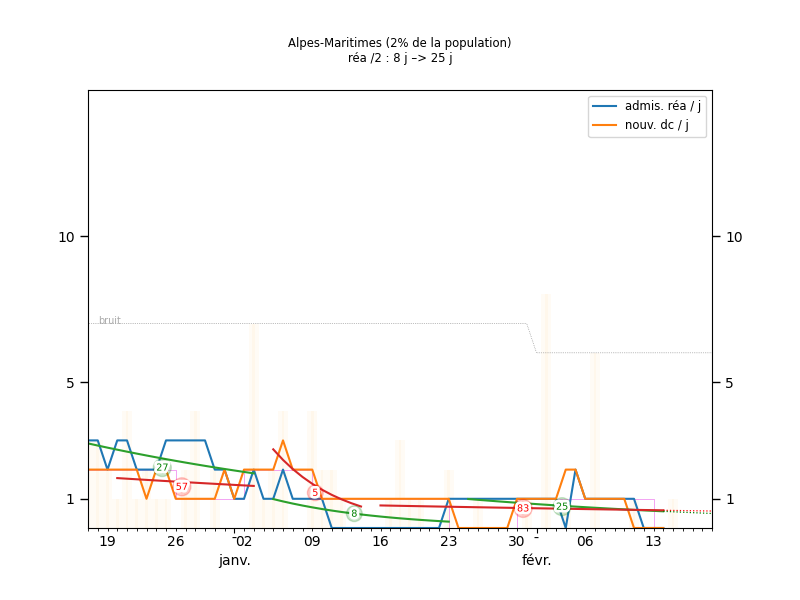 Alpes-Maritimes (2% de la population)
réa /2 : 8 j –> 25 j
admis. réa / j
nouv. dc / j
10 10
bruit
5 5
27
57
5
8
83
25
1 1
19 26 02 09 16 23 30 06 13
janv. févr.